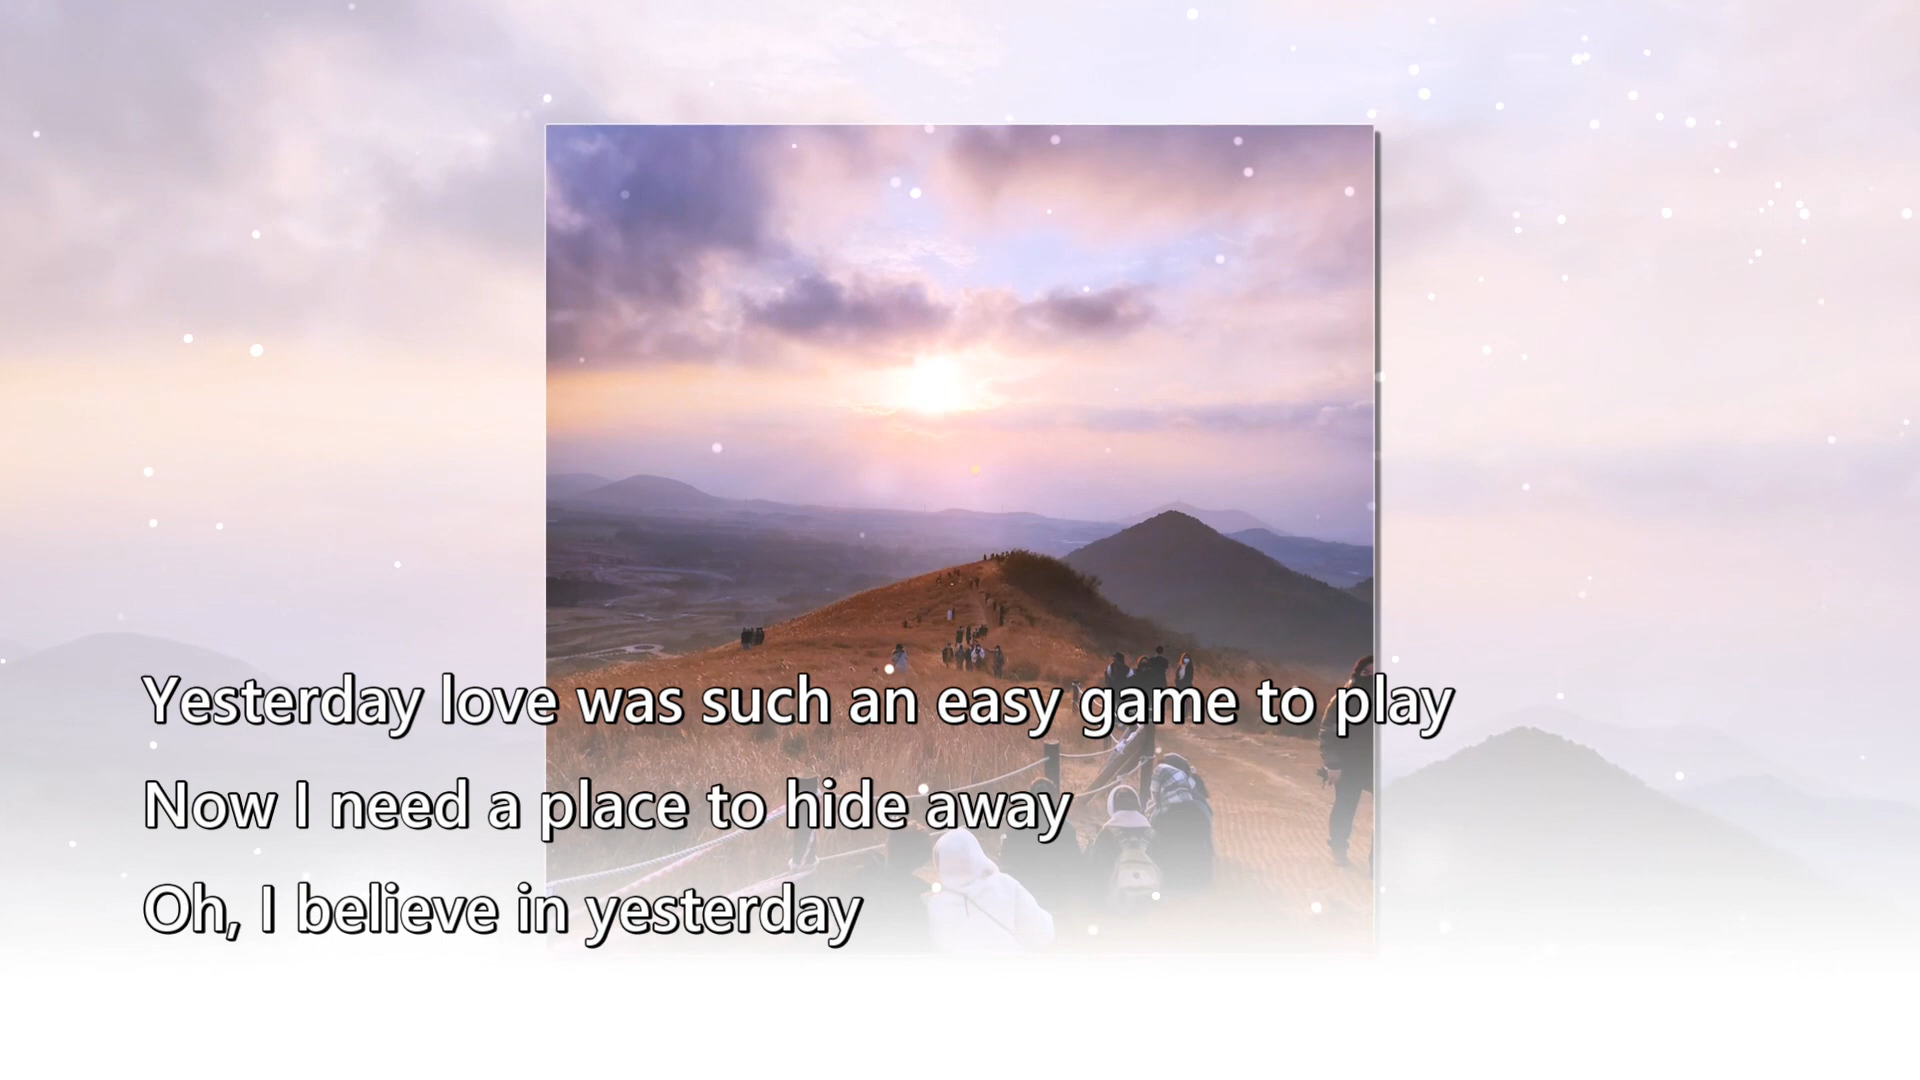 Yesterday love was such an easy game to play
Now I need a place to hide away
Oh, I believe in yesterday